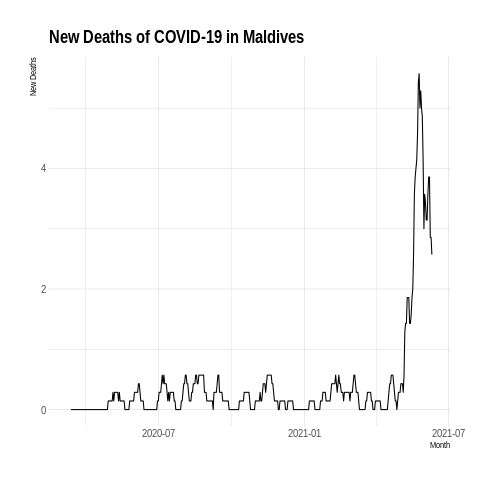 New Deaths of COVID-19 in Maldives
New Deaths
4
2
0
2020-07
2021-01
2021-07
Month